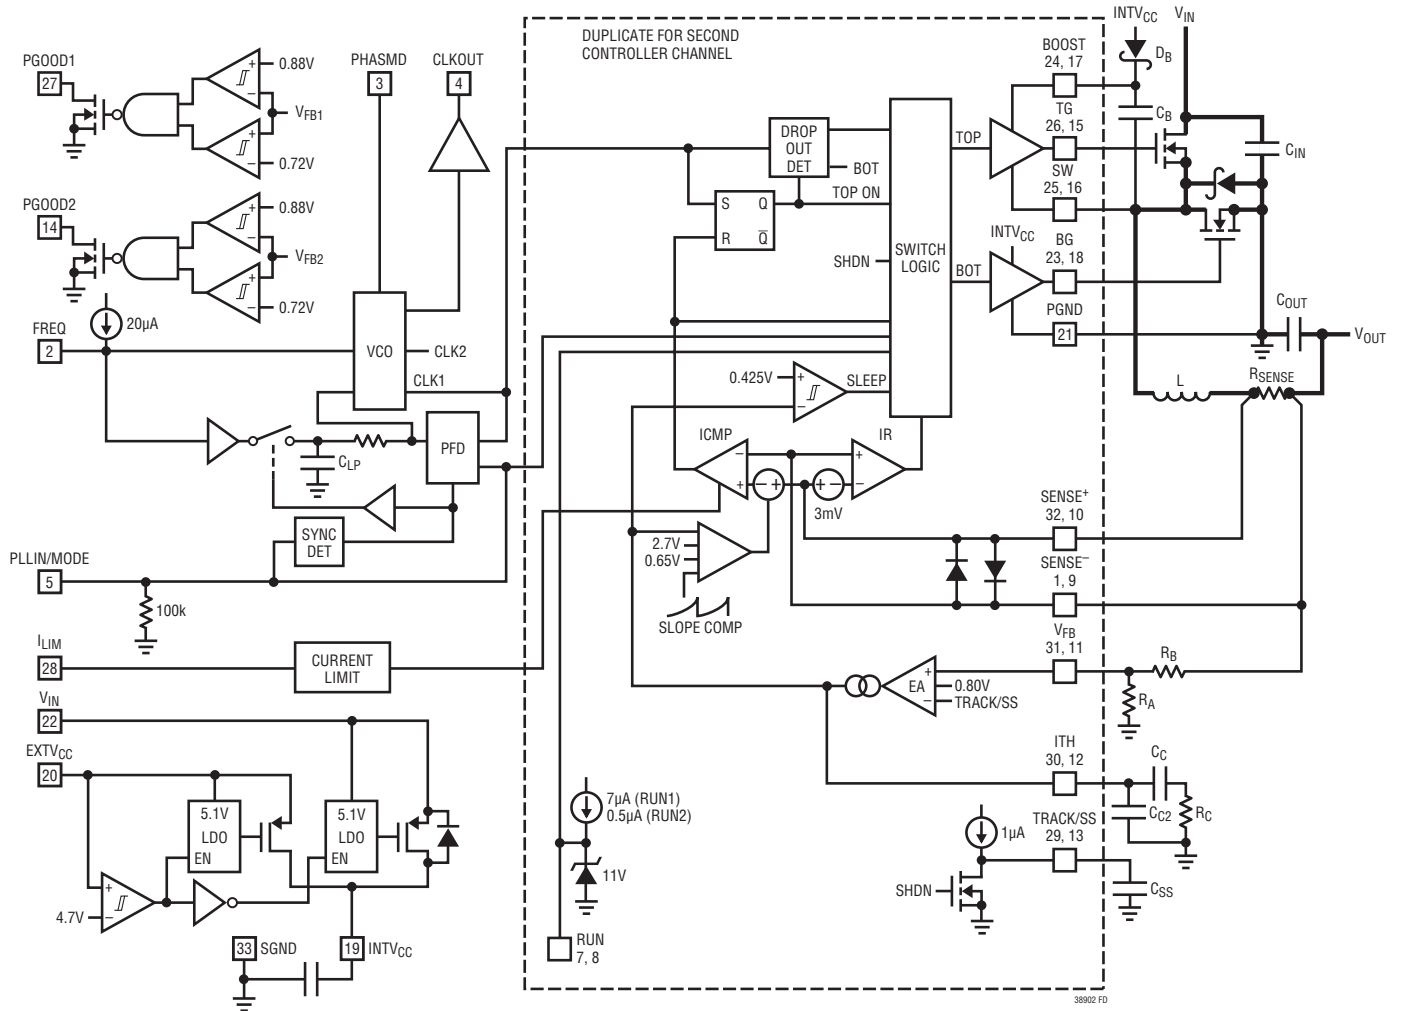 DUPLICATE FOR SECOND
CONTROLLER CHANNEL
PGOOD1
27
0.88V
VFB1
0.72V
PGOOD2
14
0.88V
VFB2
0.72V
PHASMD
3
CLKOUT
4
20µA
FREQ
2
VCO
CLK2
CLK1
PFD
CLP
SYNC
DET
PLLIN/MODE
5
100k
ILIM
28
CURRENT
LIMIT
VIN
22
EXTVCC
20
5.1V
LDO
EN
5.1V
LDO
EN
4.7V
+
–
33 SGND
19 INTVCC
DROP
OUT
DET
BOT
TOP ON
S Q
R Q̅
SHDN
SWITCH
LOGIC
TOP
BOT
INTVCC
0.425V
+
–
SLEEP
ICMP
–
+
– +
+ –
3mV
IR
+
–
2.7V
0.65V
SLOPE COMP
EA
+
–
0.80V
TRACK/SS
7µA (RUN1)
0.5µA (RUN2)
11V
RUN
7, 8
1µA
SHDN
BOOST
24, 17
TG
26, 15
SW
25, 16
BG
23, 18
PGND
21
SENSE+
32, 10
SENSE–
1, 9
VFB
31, 11
ITH
30, 12
TRACK/SS
29, 13
INTVCC
VIN
DB
CB
CIN
COUT
VOUT
L
RSENSE
RB
RA
CC
CC2
RC
CSS
38902 FD